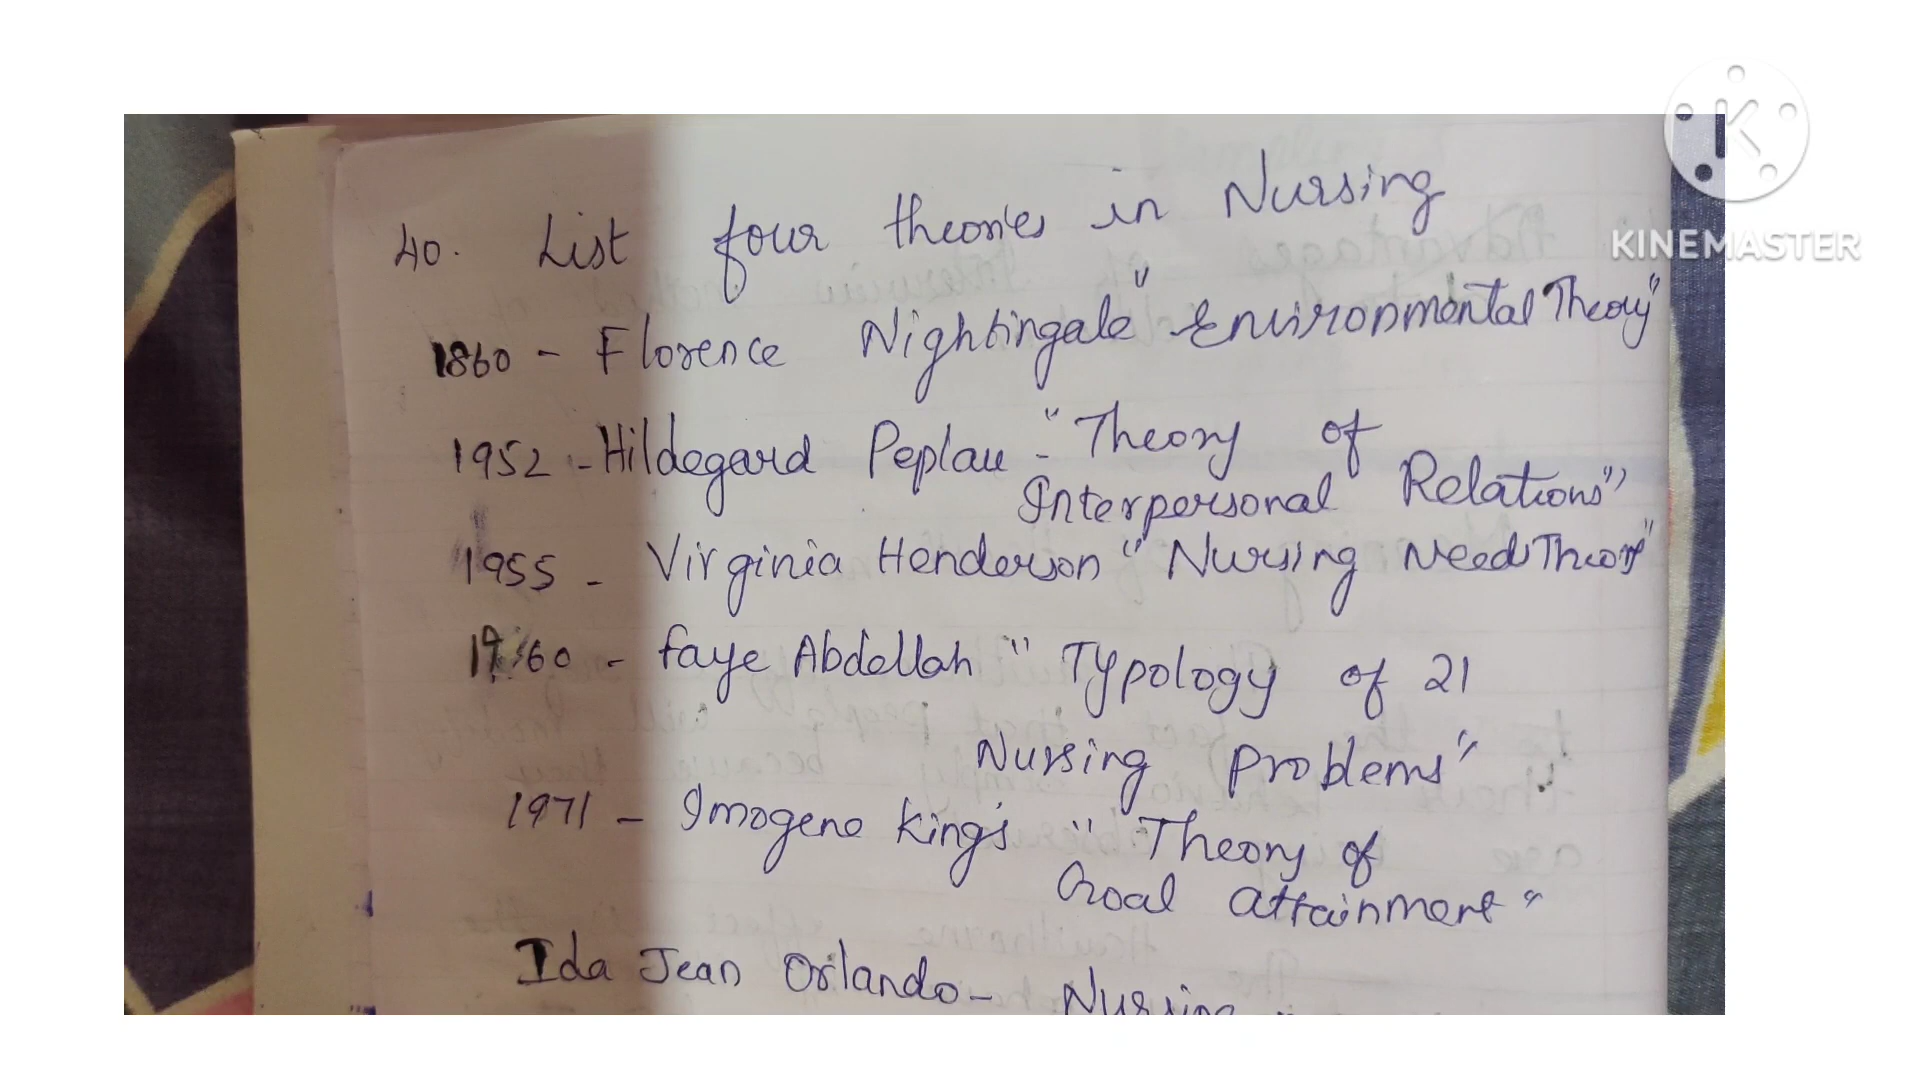 40. List four theories in Nursing
1860 - Florence Nightingale "Environmental Theory"
1952 - Hildegard Peplau - "Theory of
Interpersonal Relations"
1955 - Virginia Henderson "Nursing Need Theory"
1960 - Faye Abdellah "Typology of 21
Nursing Problems"
1971 - Imogene King's "Theory of
Goal Attainment"
Ida Jean Orlando - Nursing
KINEMASTER